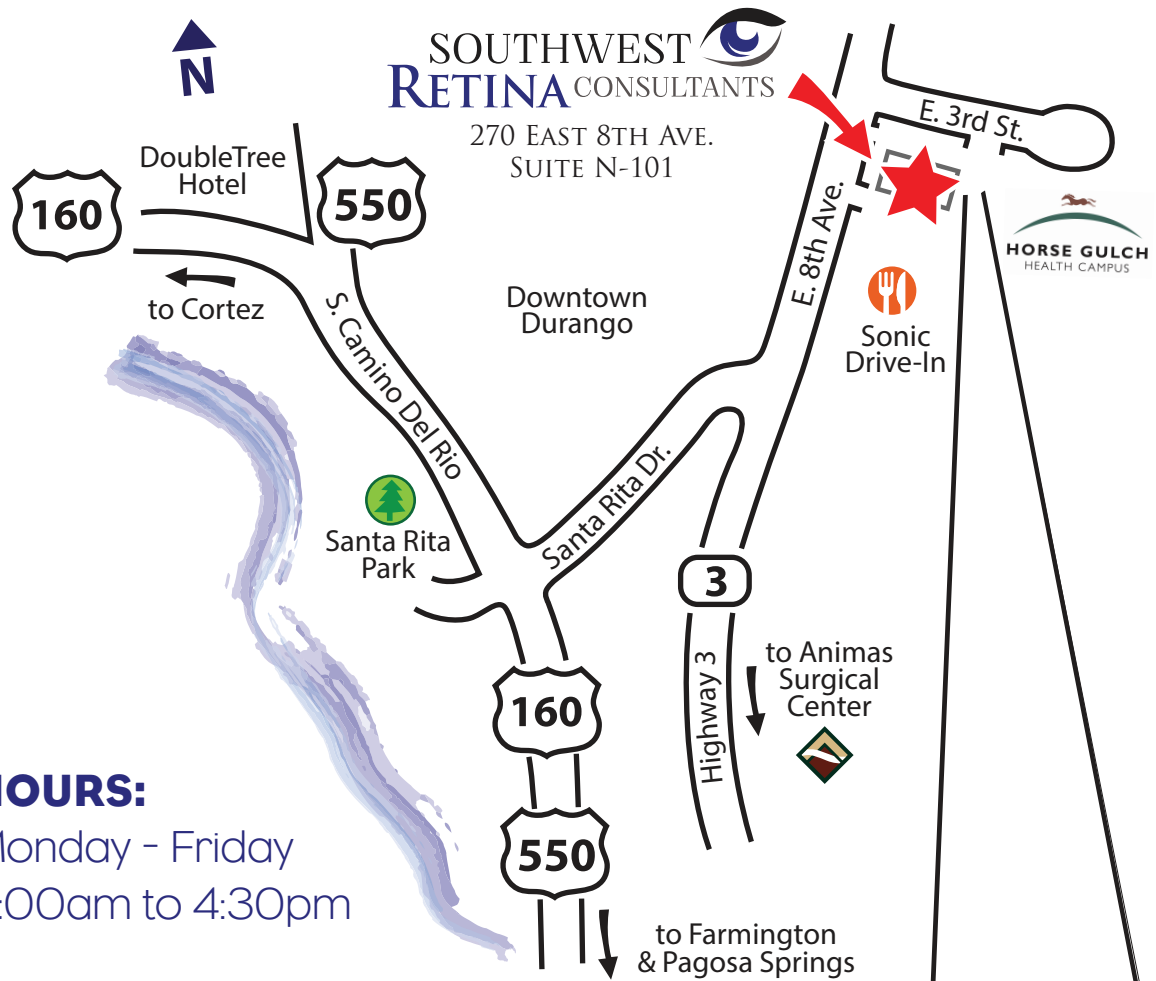 SOUTHWEST
RETINA CONSULTANTS
270 EAST 8TH AVE.
SUITE N-101
N
E. 3rd St.
DoubleTree
Hotel
160
550
HORSE GULCH
HEALTH CAMPUS
E. 8th Ave.
to Cortez
Downtown
Durango
Sonic
Drive-In
S. Camino Del Rio
Santa Rita Dr.
Santa Rita
Park
3
Highway 3
to Animas
Surgical
Center
160
550
HOURS:
Monday - Friday
:00am to 4:30pm
to Farmington
& Pagosa Springs